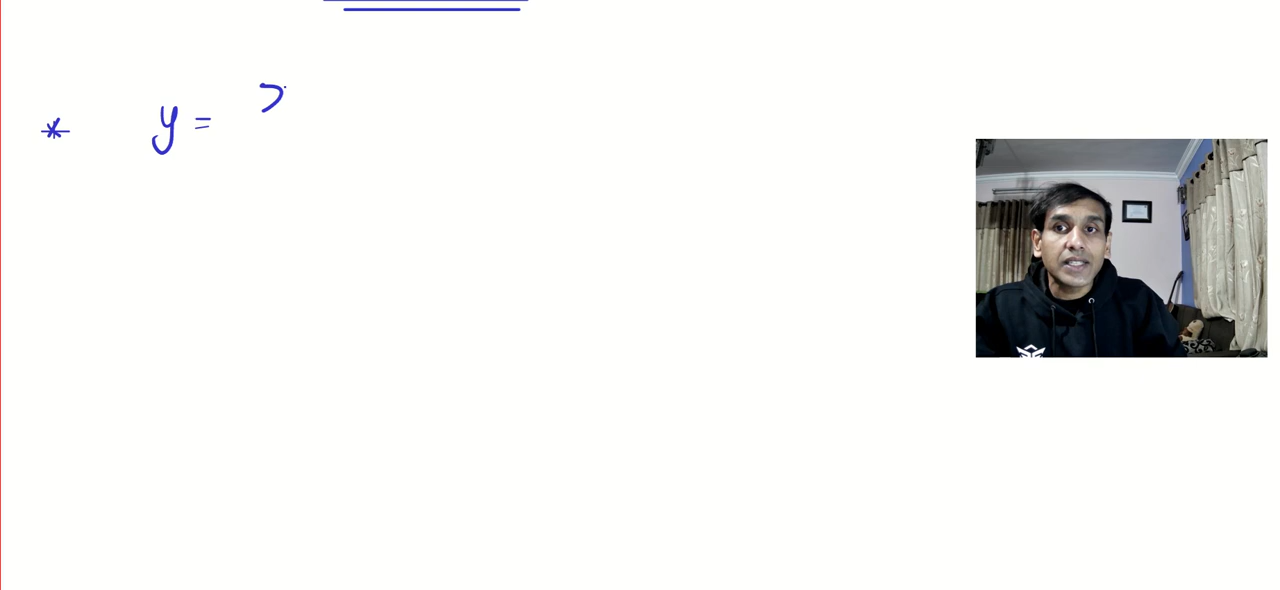 * y =